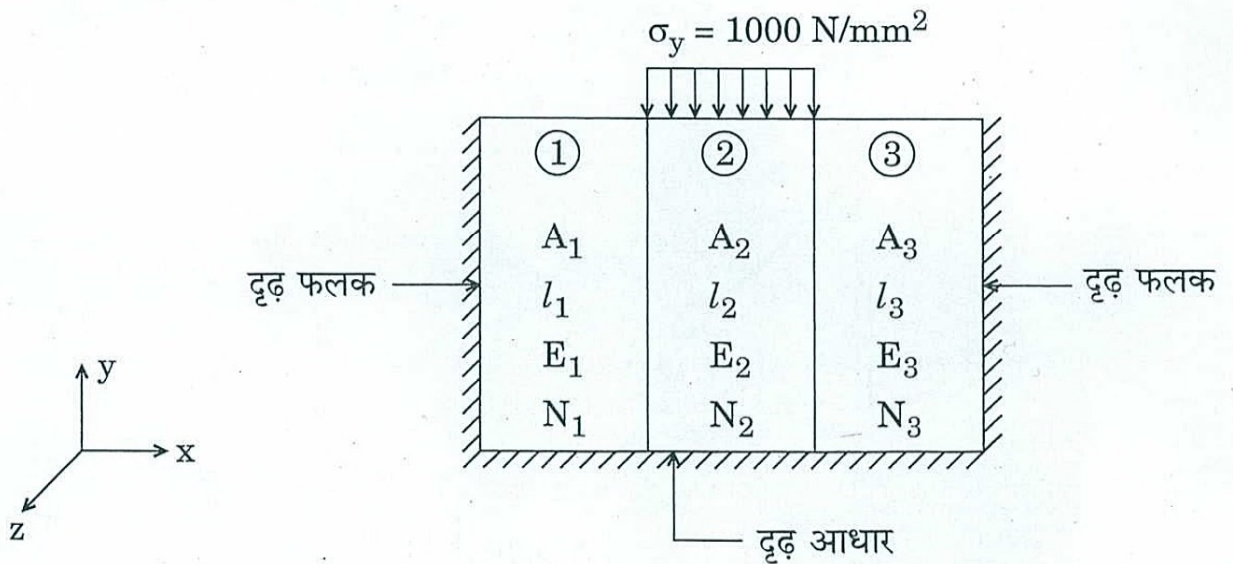 σy = 1000 N/mm²
① ② ③
A₁ A₂ A₃
l₁ l₂ l₃
दृढ़ फलक दृढ़ फलक
E₁ E₂ E₃
N₁ N₂ N₃
y
x
z
दृढ़ आधार